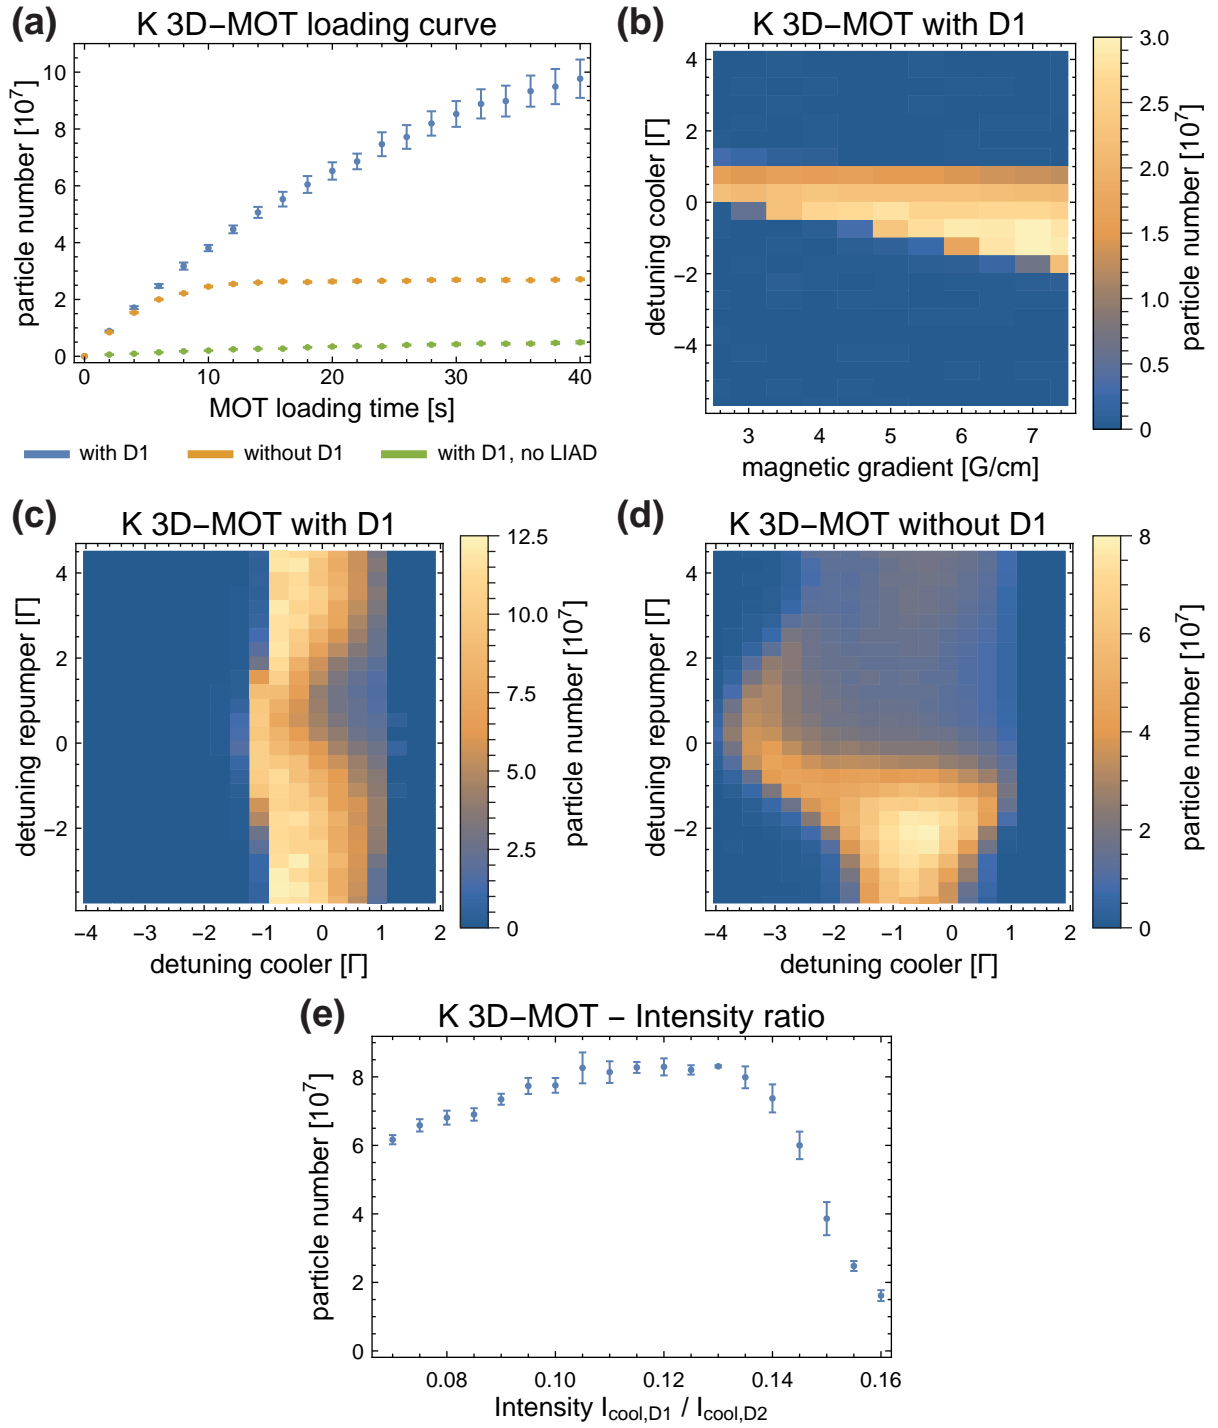 (a) K 3D−MOT loading curve
particle number [10^7]
10
8
6
4
2
0
0 10 20 30 40
MOT loading time [s]
with D1 without D1 with D1, no LIAD
(b) K 3D−MOT with D1
detuning cooler [Γ]
4
2
0
−2
−4
3 4 5 6 7
magnetic gradient [G/cm]
3.0
2.5
2.0
1.5
1.0
0.5
0
particle number [10^7]
(c) K 3D−MOT with D1
detuning repumper [Γ]
4
2
0
−2
−4 −3 −2 −1 0 1 2
detuning cooler [Γ]
12.5
10.0
7.5
5.0
2.5
0
particle number [10^7]
(d) K 3D−MOT without D1
detuning repumper [Γ]
4
2
0
−2
−4 −3 −2 −1 0 1 2
detuning cooler [Γ]
8
6
4
2
0
particle number [10^7]
(e) K 3D−MOT − Intensity ratio
particle number [10^7]
8
6
4
2
0
0.08 0.10 0.12 0.14 0.16
Intensity I_cool,D1 / I_cool,D2